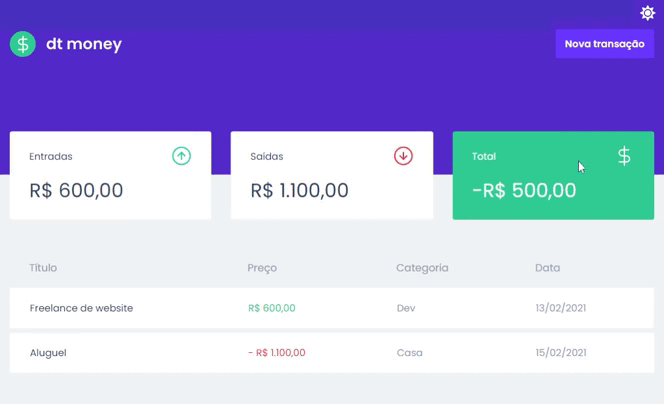 dt money
Nova transação
Entradas
R$ 600,00
Saídas
R$ 1.100,00
Total
-R$ 500,00
Título Preço Categoria Data
Freelance de website R$ 600,00 Dev 13/02/2021
Aluguel - R$ 1.100,00 Casa 15/02/2021